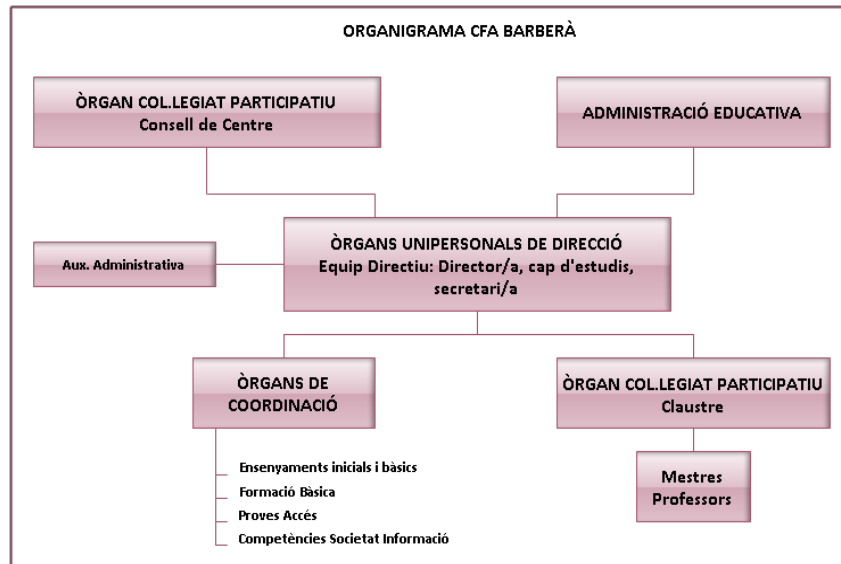 ORGANIGRAMA CFA BARBERÀ
ÒRGAN COL.LEGIAT PARTICIPATIU
Consell de Centre
ADMINISTRACIÓ EDUCATIVA
ÒRGANS UNIPERSONALS DE DIRECCIÓ
Equip Directiu: Director/a, cap d'estudis,
secretari/a
Aux. Administrativa
ÒRGANS DE
COORDINACIÓ
ÒRGAN COL.LEGIAT PARTICIPATIU
Claustre
Ensenyaments inicials i bàsics
Formació Bàsica
Proves Accés
Competències Societat Informació
Mestres
Professors